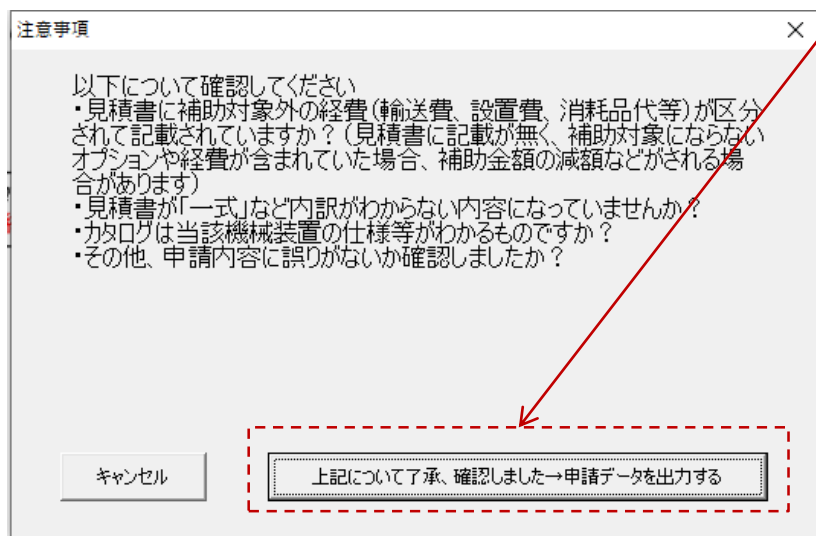 注意事項
以下について確認してください
・見積書に補助対象外の経費（輸送費、設置費、消耗品代等）が区分
されて記載されていますか？（見積書に記載が無く、補助対象にならない
オプションや経費が含まれていた場合、補助金額の減額などがされる場
合があります）
・見積書が「一式」など内訳がわからない内容になっていませんか？
・カタログは当該機械装置の仕様等がわかるものですか？
・その他、申請内容に誤りがないか確認しましたか？
キャンセル
上記について了承、確認しました→申請データを出力する